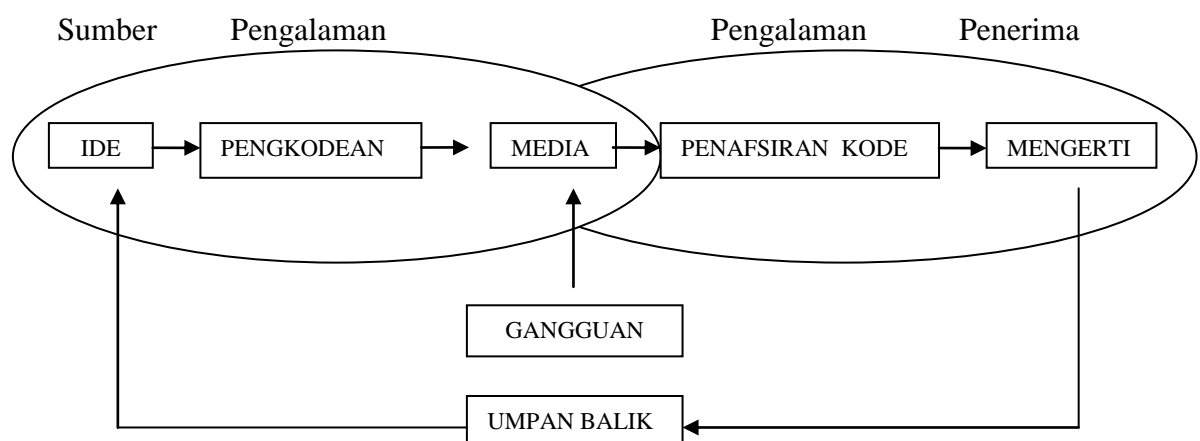 Sumber Pengalaman Pengalaman Penerima
IDE PENGKODEAN MEDIA PENAFSIRAN KODE MENGERTI
GANGGUAN
UMPAN BALIK